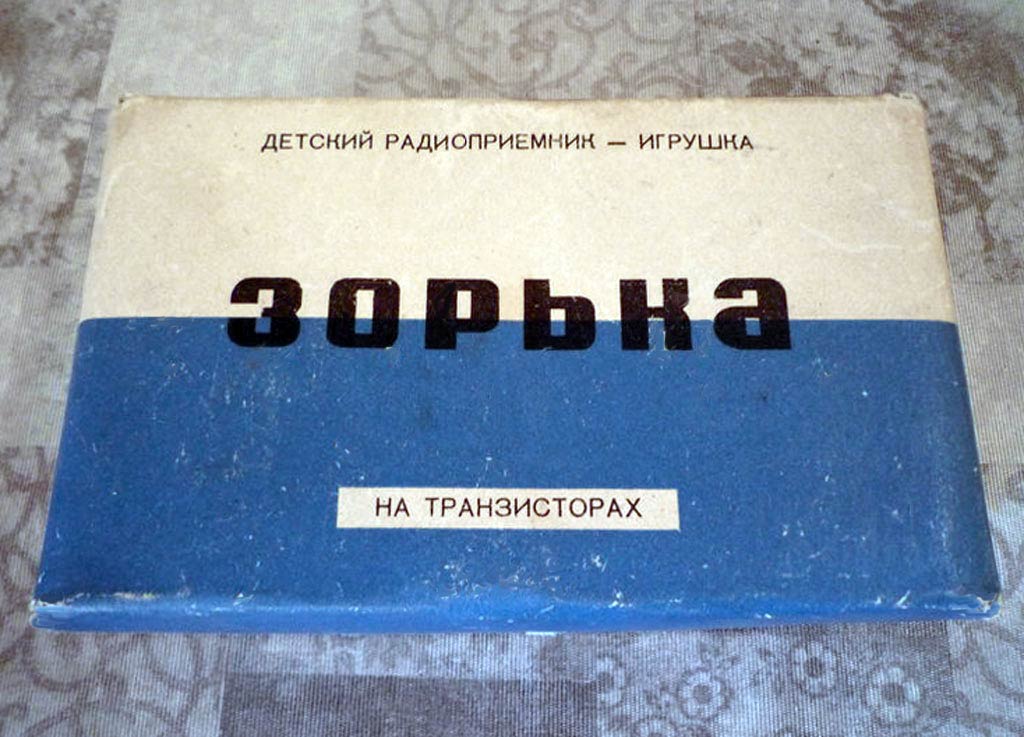 ДЕТСКИЙ РАДИОПРИЕМНИК — ИГРУШКА
ЗОРЬКА
НА ТРАНЗИСТОРАХ